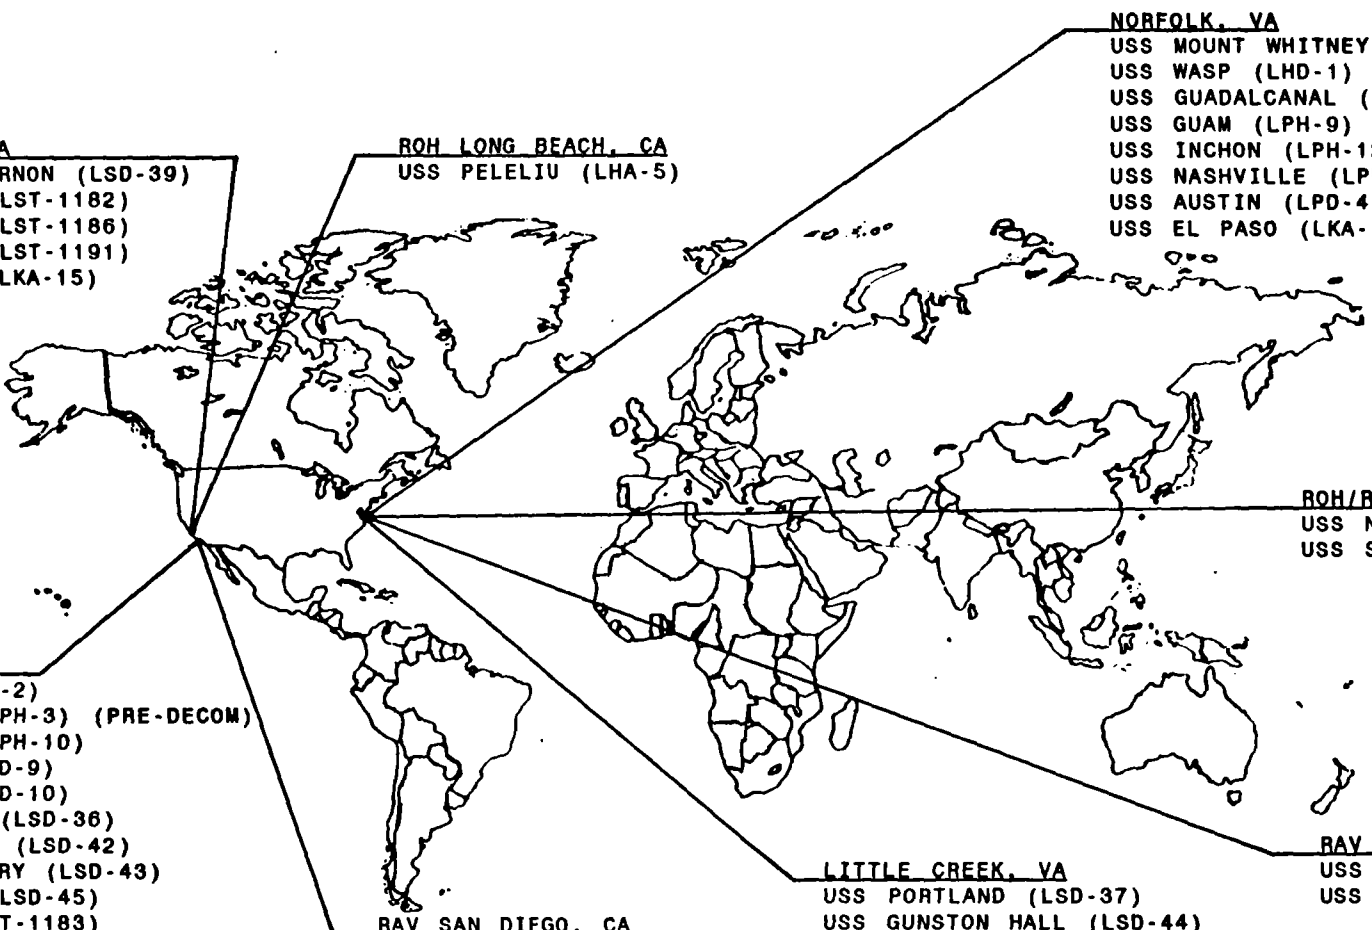 NORFOLK, VA
USS MOUNT WHITNEY
USS WASP (LHD-1)
USS GUADALCANAL (
USS GUAM (LPH-9)
USS INCHON (LPH-1
USS NASHVILLE (LP
USS AUSTIN (LPD-4
USS EL PASO (LKA-
A
RNON (LSD-39)
LST-1182)
LST-1186)
LST-1191)
LKA-15)
ROH LONG BEACH, CA
USS PELELIU (LHA-5)
ROH/R
USS N
USS S
-2)
PH-3) (PRE-DECOM)
PH-10)
D-9)
D-10)
(LSD-36)
(LSD-42)
RY (LSD-43)
LSD-45)
T-1183)
RAV SAN DIEGO, CA
LITTLE CREEK, VA
USS PORTLAND (LSD-37)
USS GUNSTON HALL (LSD-44)
RAV
USS
USS